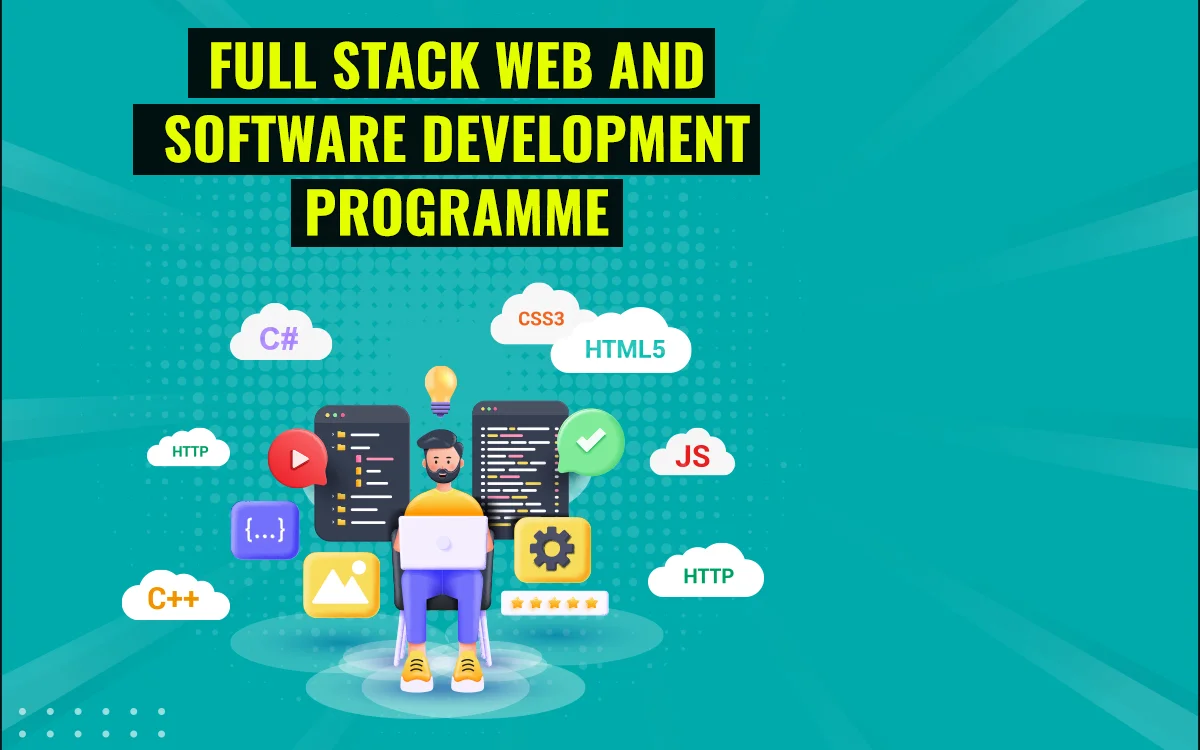 FULL STACK WEB AND
SOFTWARE DEVELOPMENT
PROGRAMME
C#
CSS3
HTML5
HTTP
JS
{...}
HTTP
C++